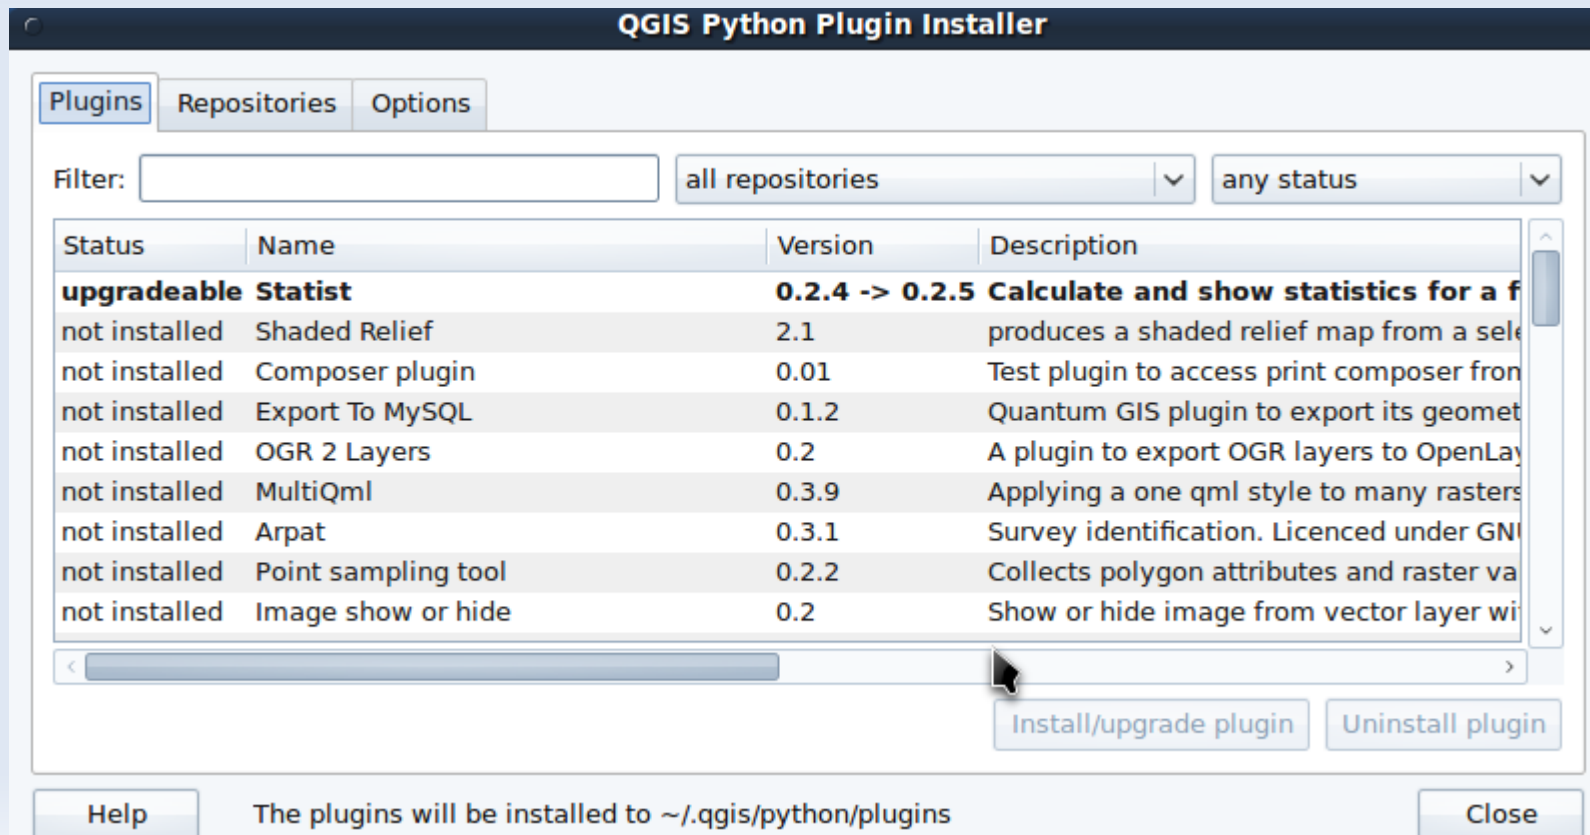 QGIS Python Plugin Installer
Plugins Repositories Options
Filter: all repositories any status
Status Name Version Description
upgradeable Statist 0.2.4 -> 0.2.5 Calculate and show statistics for a f
not installed Shaded Relief 2.1 produces a shaded relief map from a sele
not installed Composer plugin 0.01 Test plugin to access print composer from
not installed Export To MySQL 0.1.2 Quantum GIS plugin to export its geomet
not installed OGR 2 Layers 0.2 A plugin to export OGR layers to OpenLay
not installed MultiQml 0.3.9 Applying a one qml style to many rasters
not installed Arpat 0.3.1 Survey identification. Licenced under GNU
not installed Point sampling tool 0.2.2 Collects polygon attributes and raster va
not installed Image show or hide 0.2 Show or hide image from vector layer wi
Install/upgrade plugin Uninstall plugin
Help The plugins will be installed to ~/.qgis/python/plugins Close